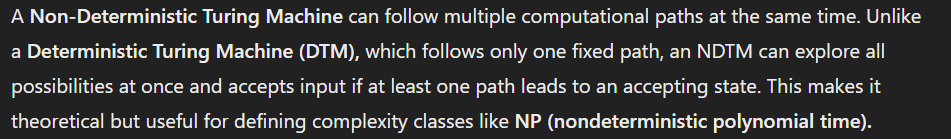 A Non-Deterministic Turing Machine can follow multiple computational paths at the same time. Unlike
a Deterministic Turing Machine (DTM), which follows only one fixed path, an NDTM can explore all
possibilities at once and accepts input if at least one path leads to an accepting state. This makes it
theoretical but useful for defining complexity classes like NP (nondeterministic polynomial time).